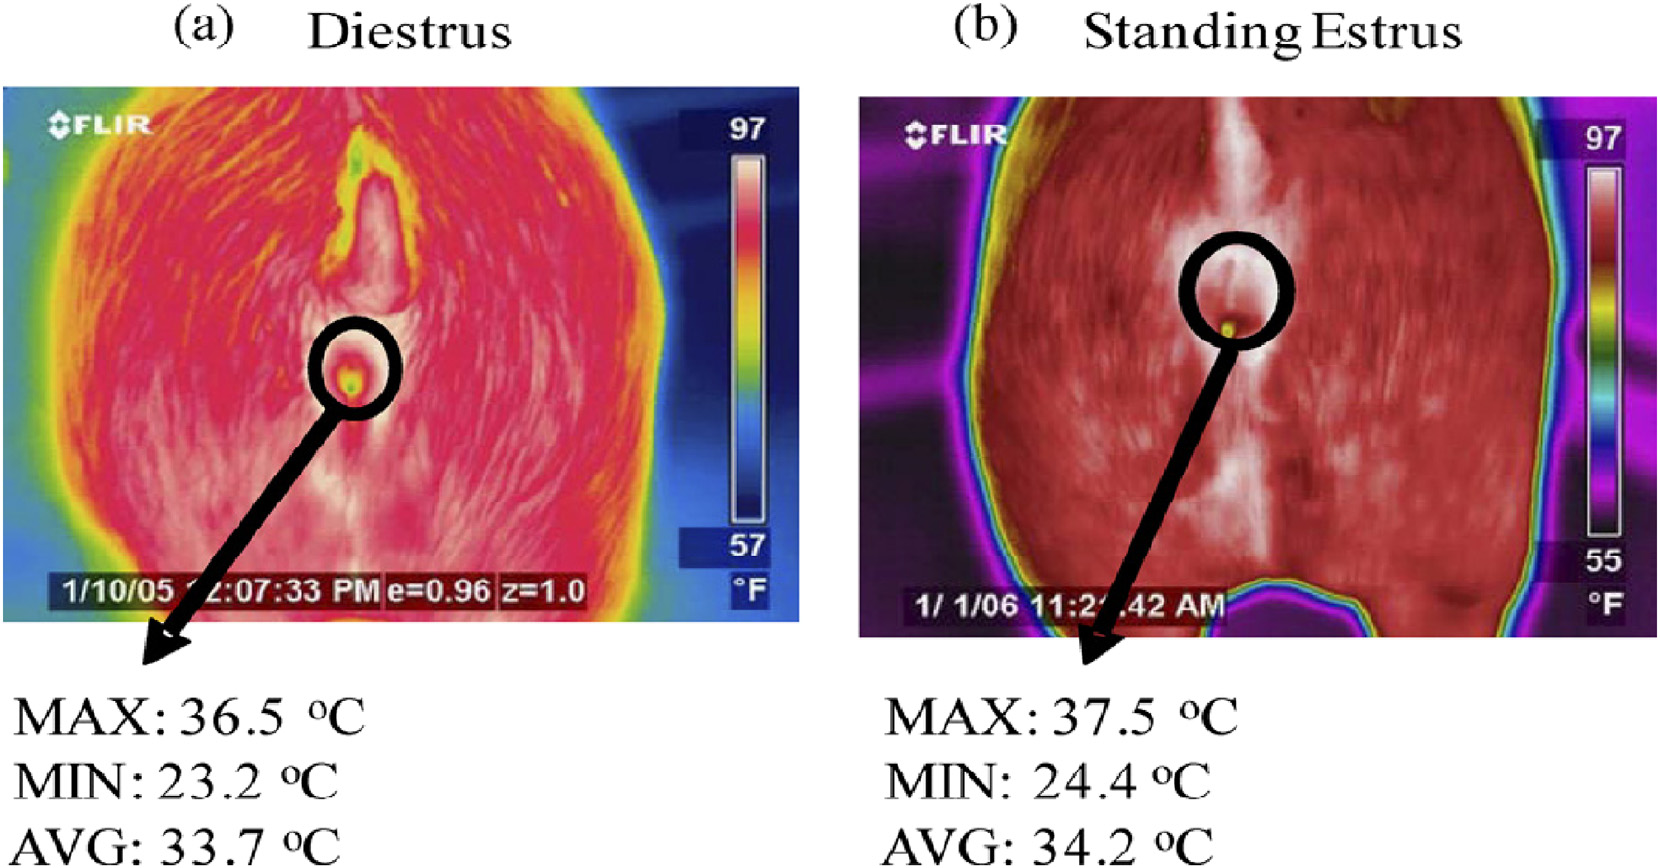 (a) Diestrus
FLIR
97
57
°F
1/10/05 2:07:33 PM e=0.96 z=1.0
MAX: 36.5 ºC
MIN: 23.2 ºC
AVG: 33.7 ºC
(b) Standing Estrus
FLIR
97
55
°F
1/ 1/06 11:2 .42 AM
MAX: 37.5 ºC
MIN: 24.4 ºC
AVG: 34.2 ºC